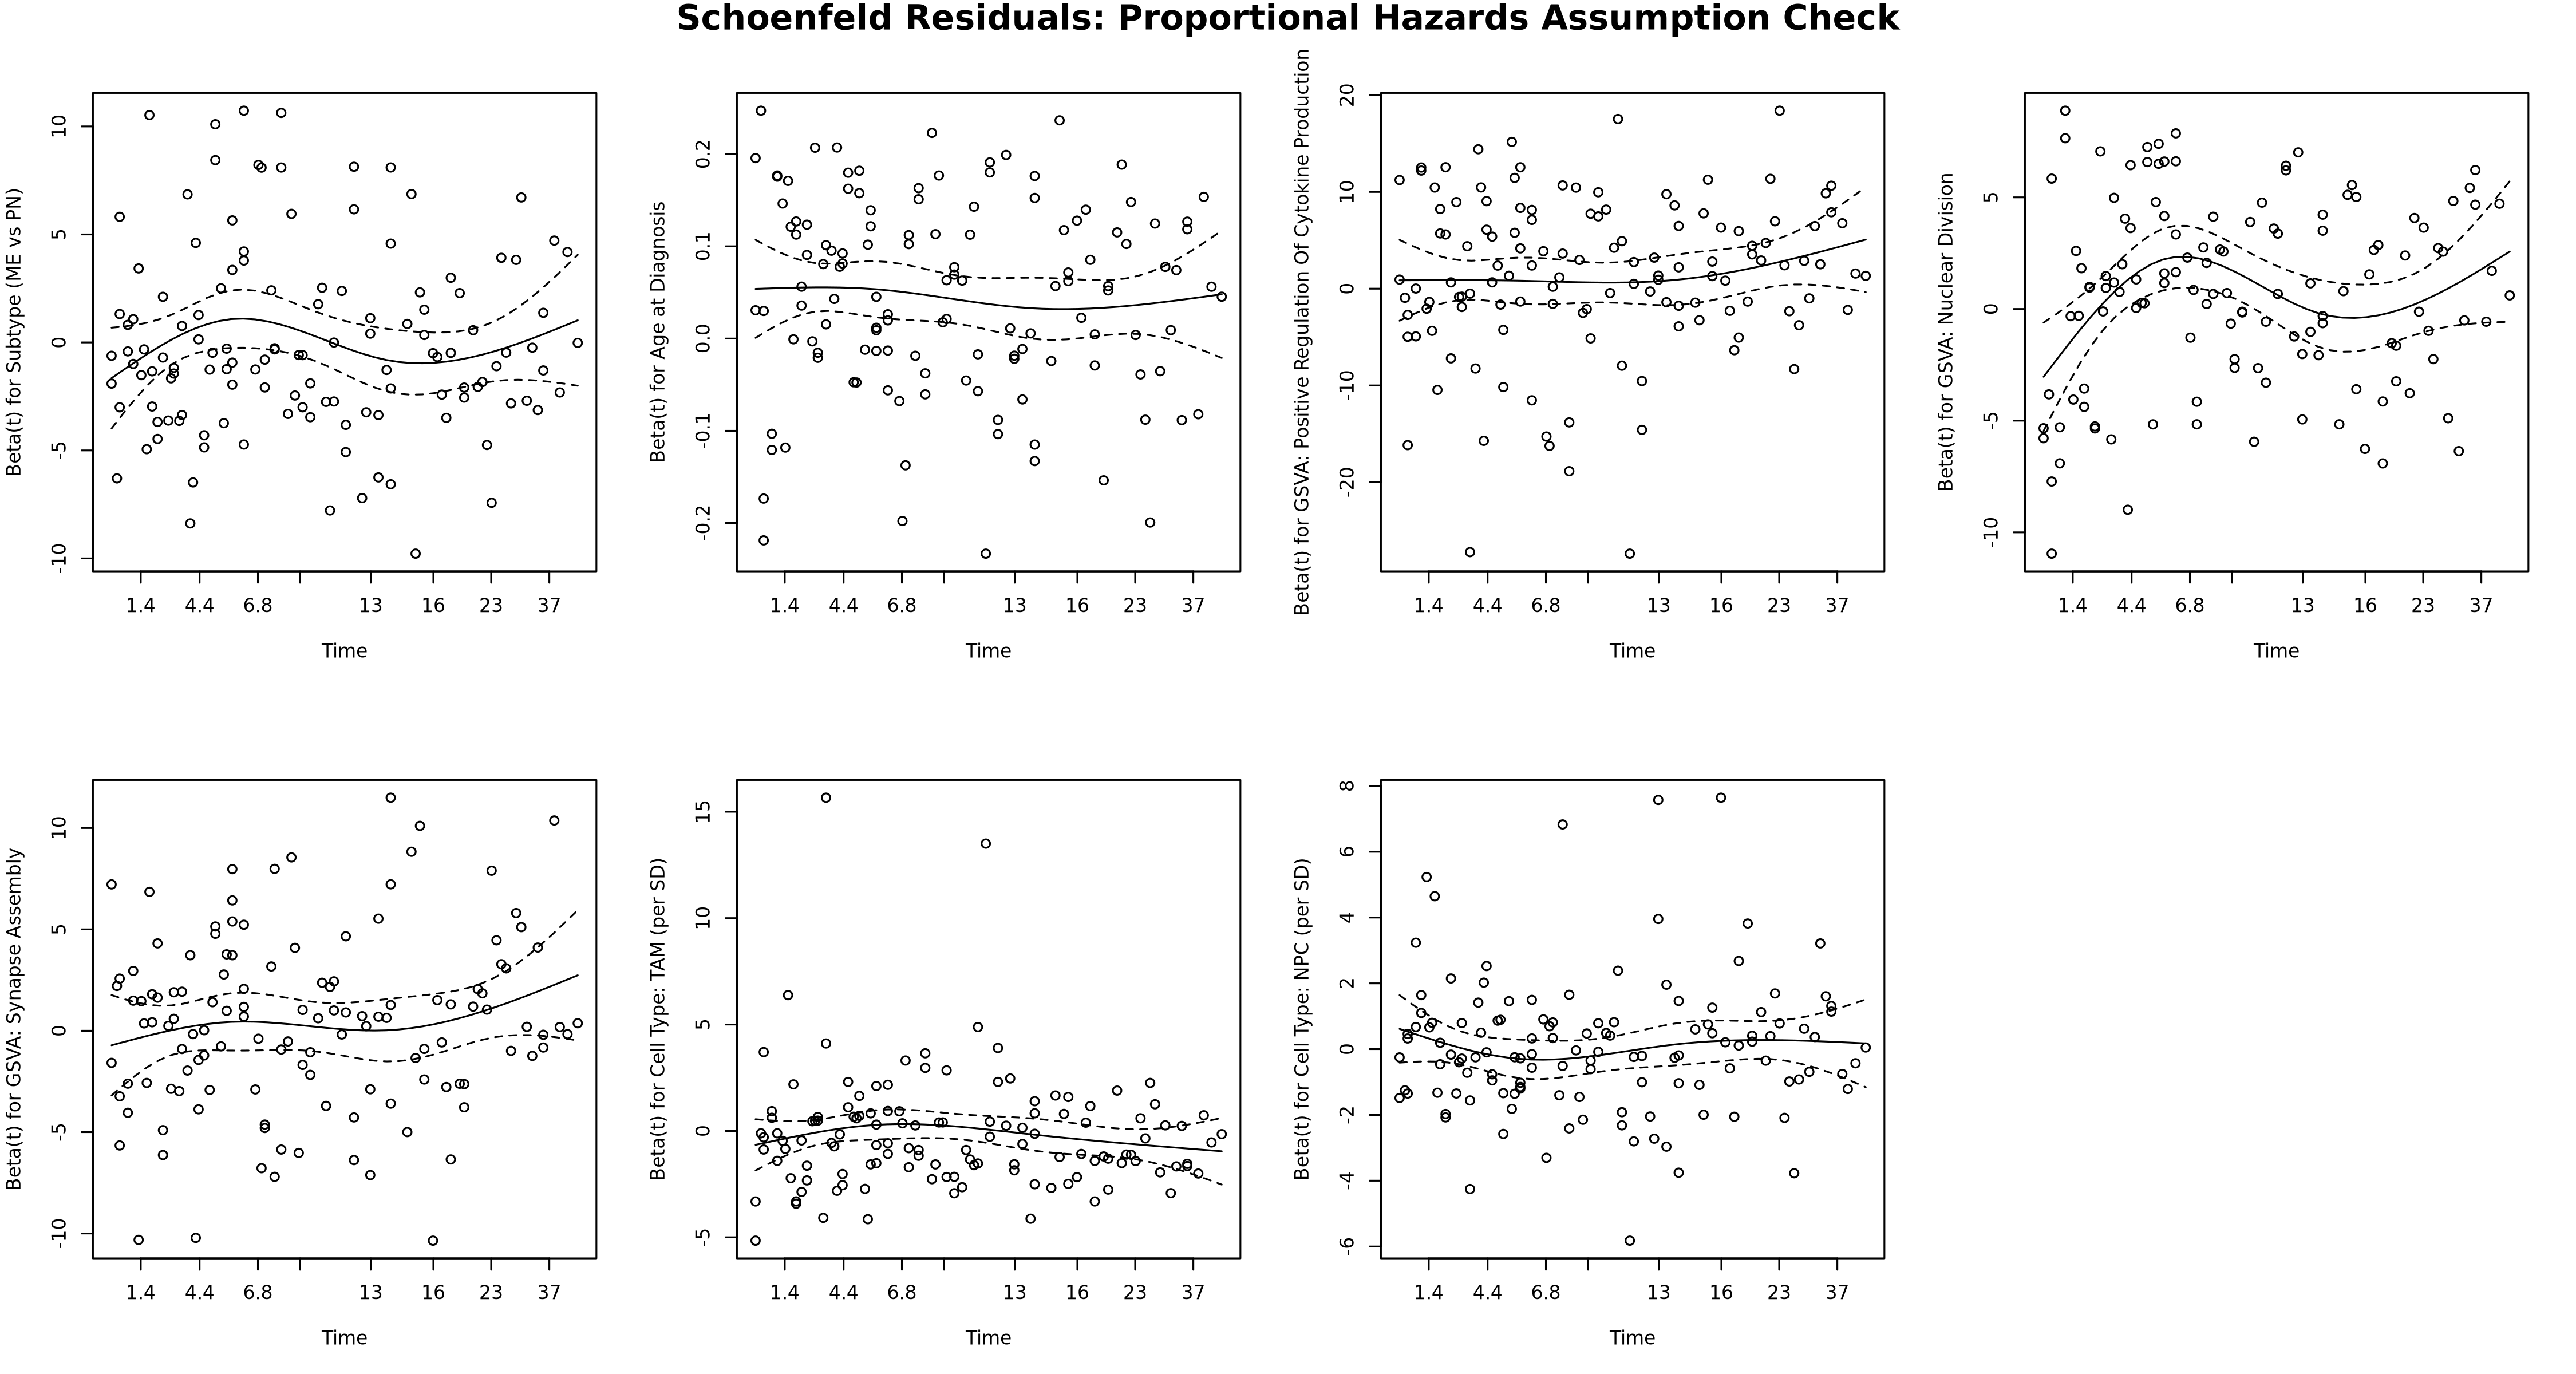 Schoenfeld Residuals: Proportional Hazards Assumption Check
Beta(t) for Subtype (ME vs PN)
10
5
0
-5
-10
1.4 4.4 6.8 13 16 23 37
Time
Beta(t) for Age at Diagnosis
0.2
0.1
0.0
-0.1
-0.2
1.4 4.4 6.8 13 16 23 37
Time
Beta(t) for GSVA: Positive Regulation Of Cytokine Production
20
10
0
-10
-20
1.4 4.4 6.8 13 16 23 37
Time
Beta(t) for GSVA: Nuclear Division
5
0
-5
-10
1.4 4.4 6.8 13 16 23 37
Time
Beta(t) for GSVA: Synapse Assembly
10
5
0
-5
-10
1.4 4.4 6.8 13 16 23 37
Time
Beta(t) for Cell Type: TAM (per SD)
15
10
5
0
-5
1.4 4.4 6.8 13 16 23 37
Time
Beta(t) for Cell Type: NPC (per SD)
8
6
4
2
0
-2
-4
-6
1.4 4.4 6.8 13 16 23 37
Time